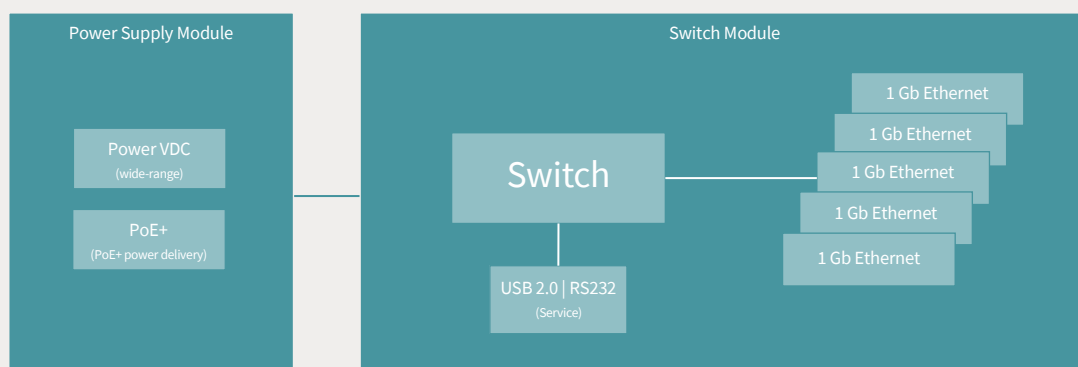 Power Supply Module
Power VDC
(wide-range)
PoE+
(PoE+ power delivery)
Switch Module
Switch
USB 2.0 | RS232
(Service)
1 Gb Ethernet
1 Gb Ethernet
1 Gb Ethernet
1 Gb Ethernet
1 Gb Ethernet